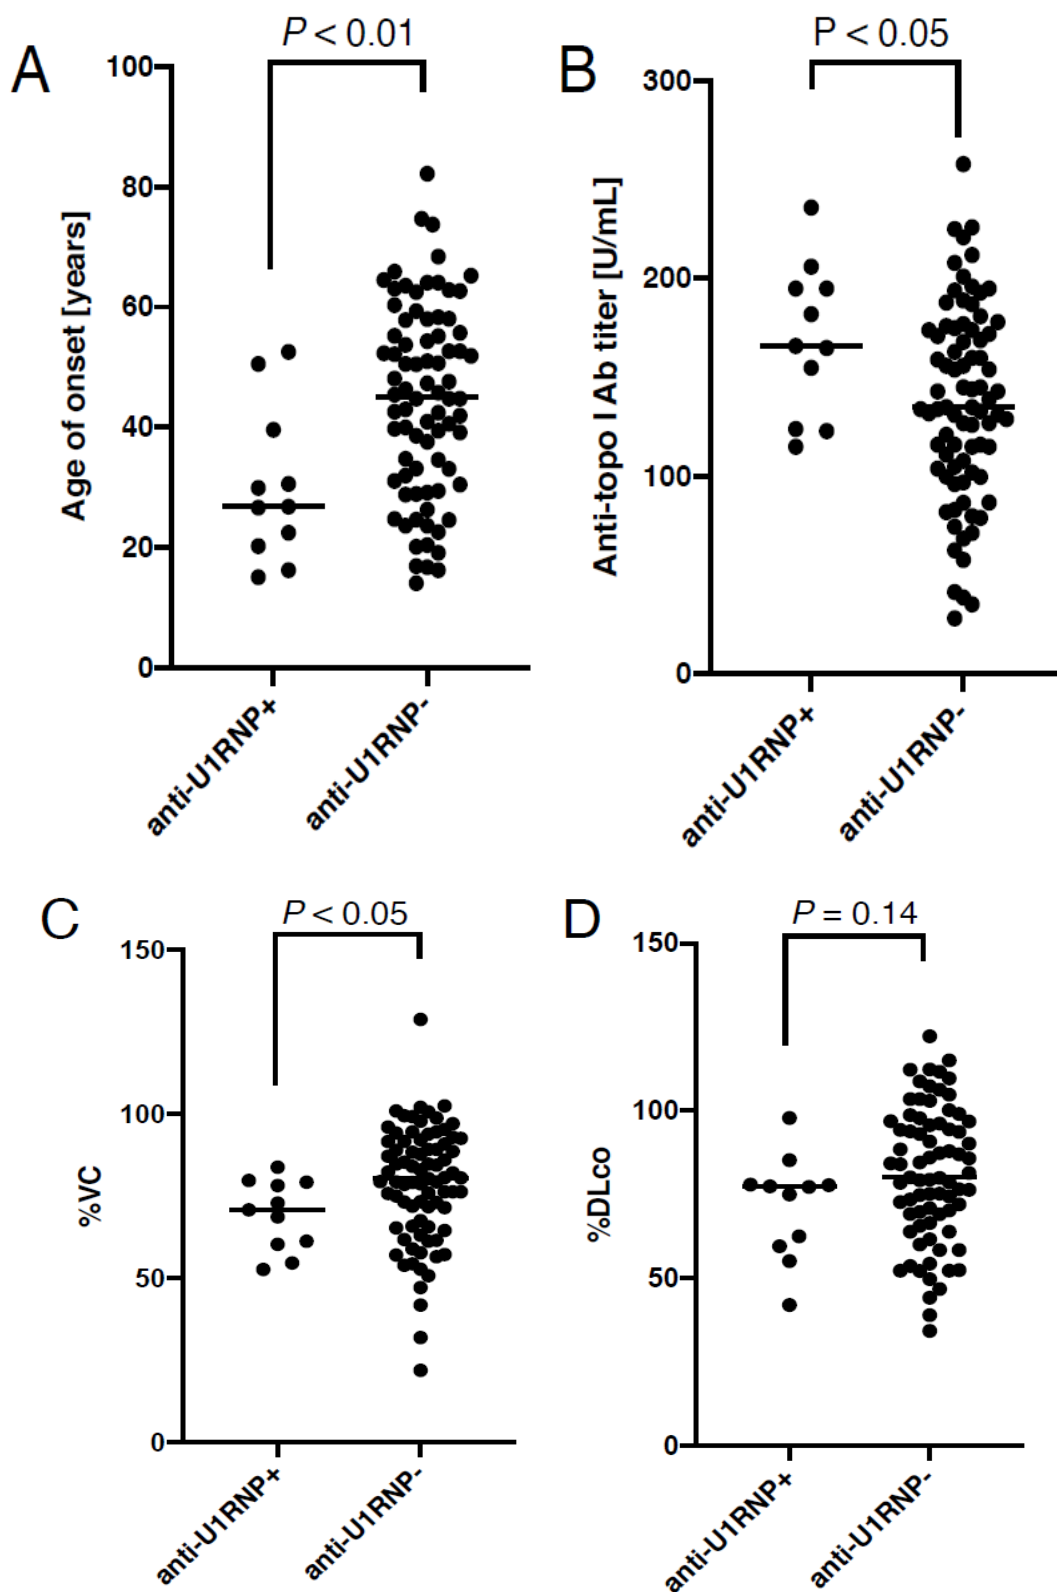 A
P < 0.01
Age of onset [years]
100
80
60
40
20
0
anti-U1RNP+
anti-U1RNP-
B
P < 0.05
Anti-topo I Ab titer [U/mL]
300
200
100
0
anti-U1RNP+
anti-U1RNP-
C
P < 0.05
%VC
150
100
50
0
anti-U1RNP+
anti-U1RNP-
D
P = 0.14
%DLco
150
100
50
0
anti-U1RNP+
anti-U1RNP-